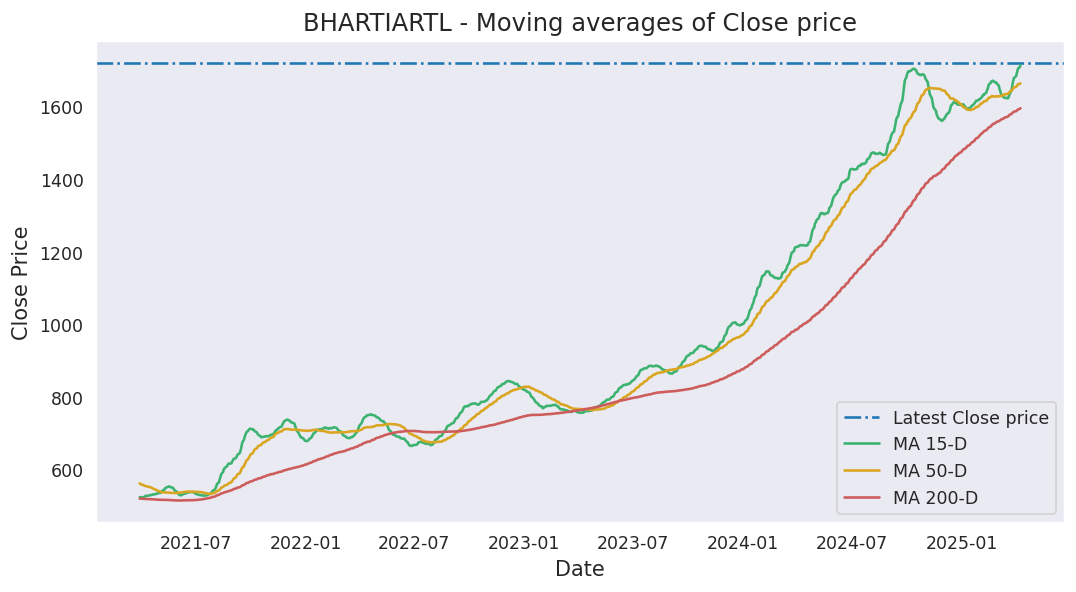 BHARTIARTL - Moving averages of Close price
Close Price
1600
1400
1200
1000
800
600
2021-07
2022-01
2022-07
2023-01
2023-07
2024-01
2024-07
2025-01
Date
Latest Close price
MA 15-D
MA 50-D
MA 200-D